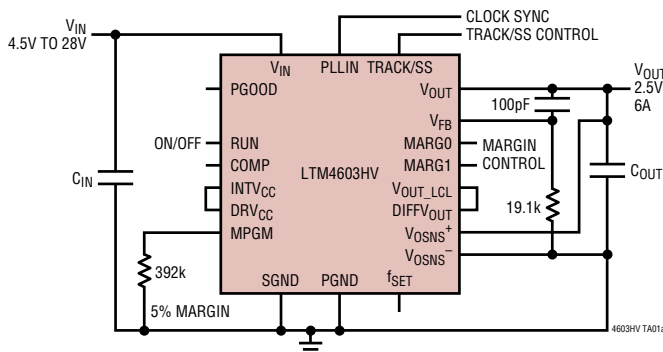 CLOCK SYNC
TRACK/SS CONTROL
VIN
4.5V TO 28V
VIN
PLLIN
TRACK/SS
PGOOD
VOUT
VOUT
2.5V
6A
100pF
VFB
ON/OFF
RUN
MARG0
MARGIN
CONTROL
COMP
LTM4603HV
MARG1
CIN
INTVCC
VOUT_LCL
COUT
DRVCC
DIFFVOUT
19.1k
MPGM
VOSNS+
VOSNS–
392k
SGND
PGND
fSET
5% MARGIN
4603HV TA01a